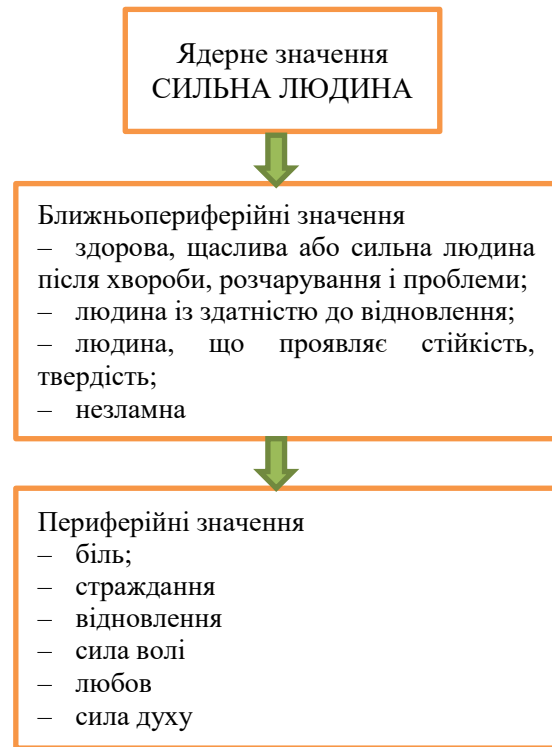 Ядерне значення
СИЛЬНА ЛЮДИНА
Ближньопериферійні значення
– здорова, щаслива або сильна людина
після хвороби, розчарування і проблеми;
– людина із здатністю до відновлення;
– людина, що проявляє стійкість,
твердість;
– незламна
Периферійні значення
– біль;
– страждання
– відновлення
– сила волі
– любов
– сила духу